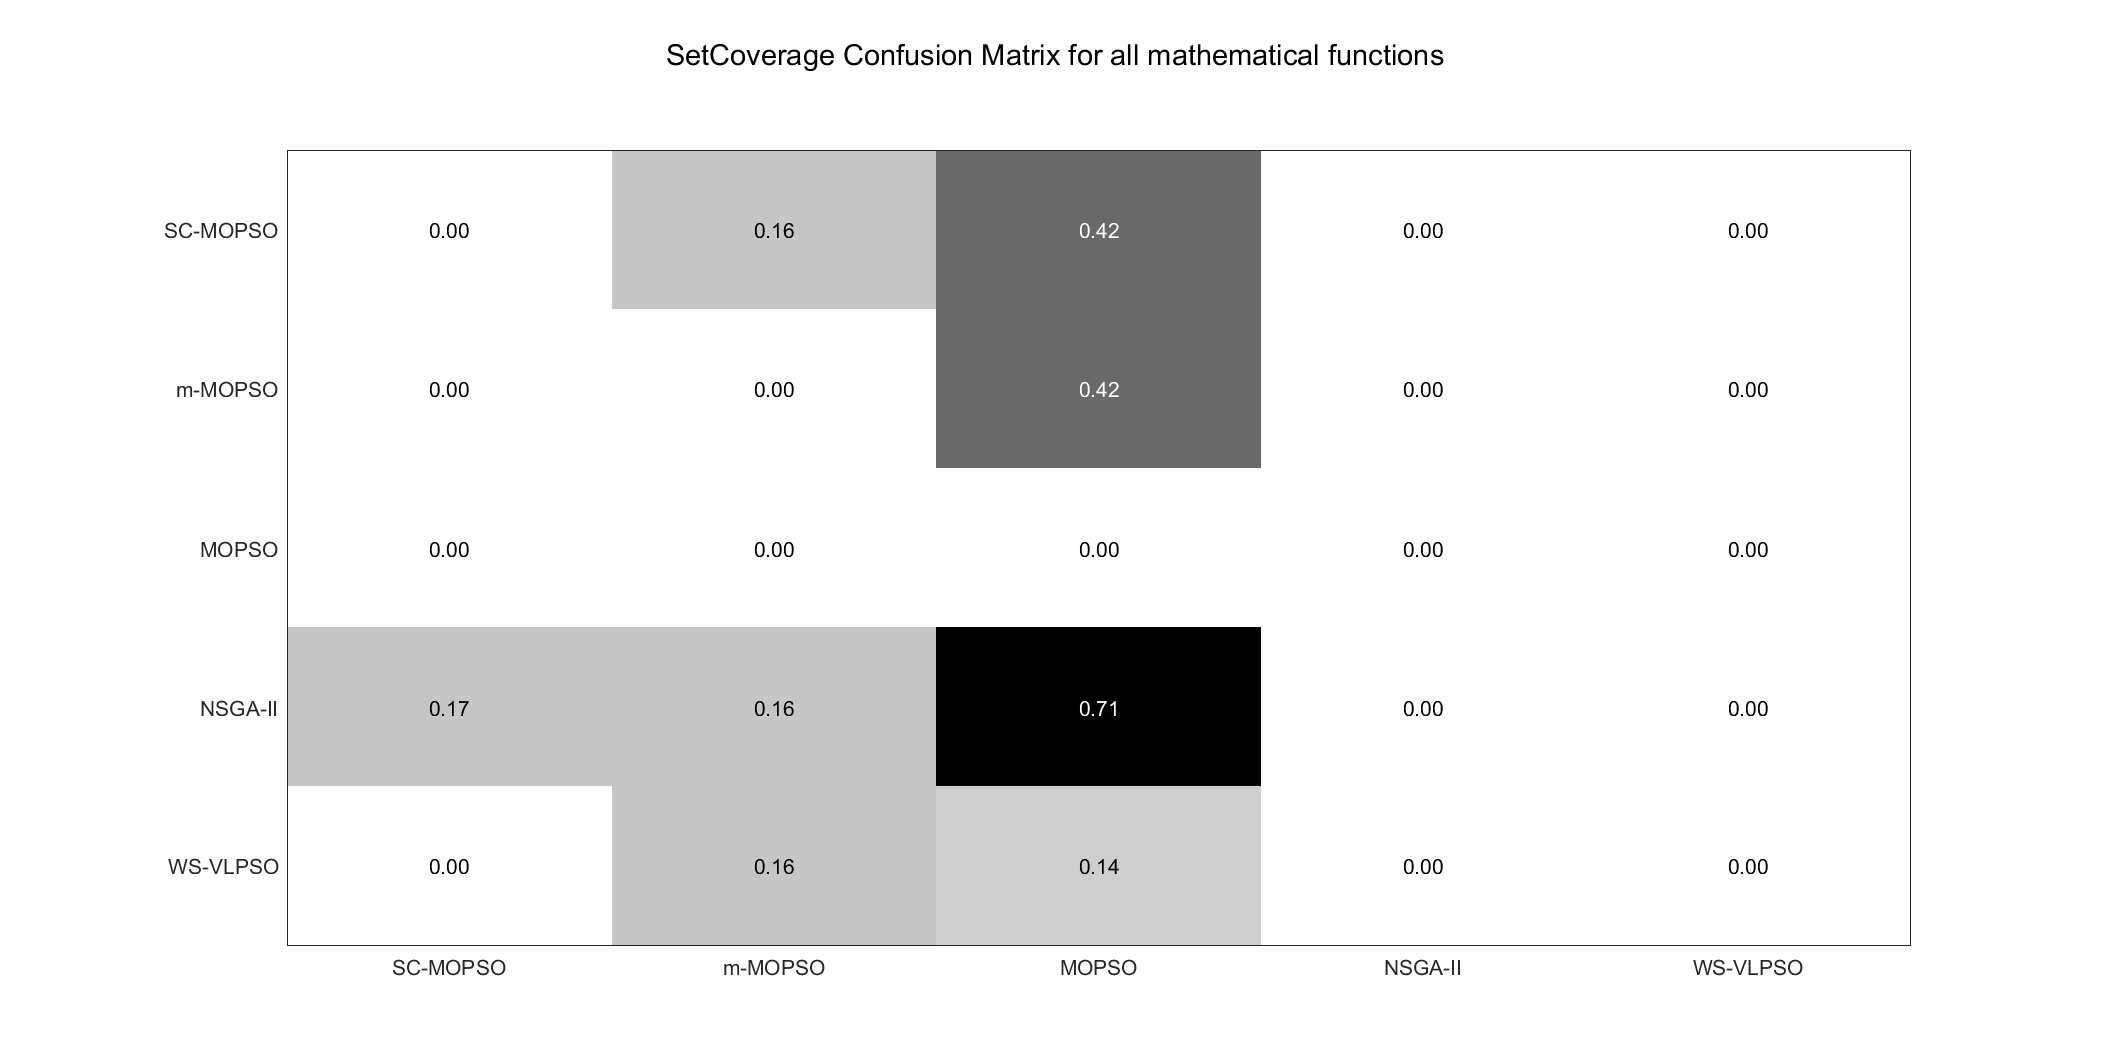 SetCoverage Confusion Matrix for all mathematical functions
SC-MOPSO 0.00 0.16 0.42 0.00 0.00
m-MOPSO 0.00 0.00 0.42 0.00 0.00
MOPSO 0.00 0.00 0.00 0.00 0.00
NSGA-II 0.17 0.16 0.71 0.00 0.00
WS-VLPSO 0.00 0.16 0.14 0.00 0.00
SC-MOPSO m-MOPSO MOPSO NSGA-II WS-VLPSO